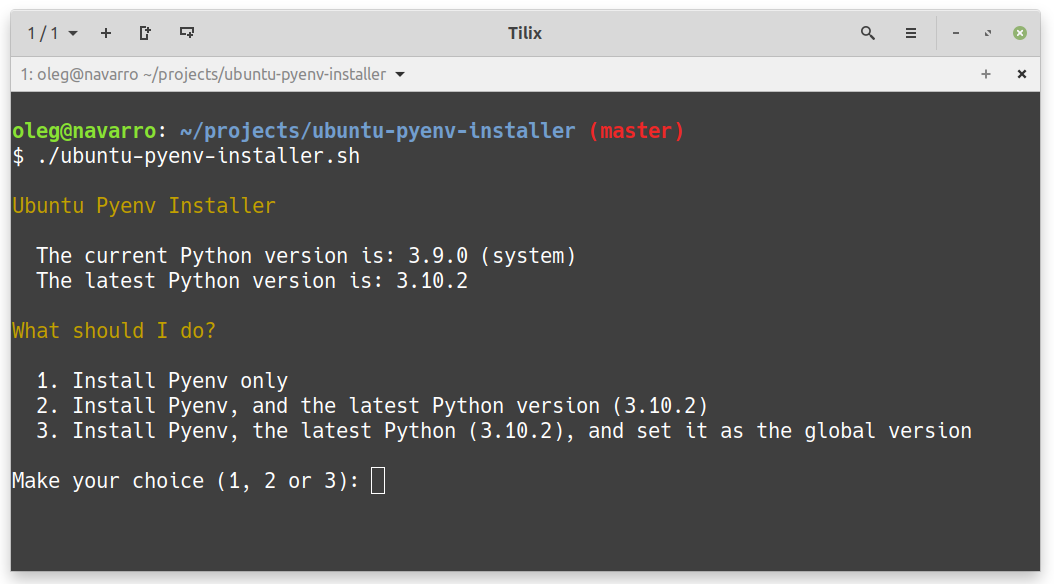 1 / 1
Tilix
1: oleg@navarro ~/projects/ubuntu-pyenv-installer
oleg@navarro: ~/projects/ubuntu-pyenv-installer (master)
$ ./ubuntu-pyenv-installer.sh
Ubuntu Pyenv Installer
The current Python version is: 3.9.0 (system)
The latest Python version is: 3.10.2
What should I do?
1. Install Pyenv only
2. Install Pyenv, and the latest Python version (3.10.2)
3. Install Pyenv, the latest Python (3.10.2), and set it as the global version
Make your choice (1, 2 or 3):